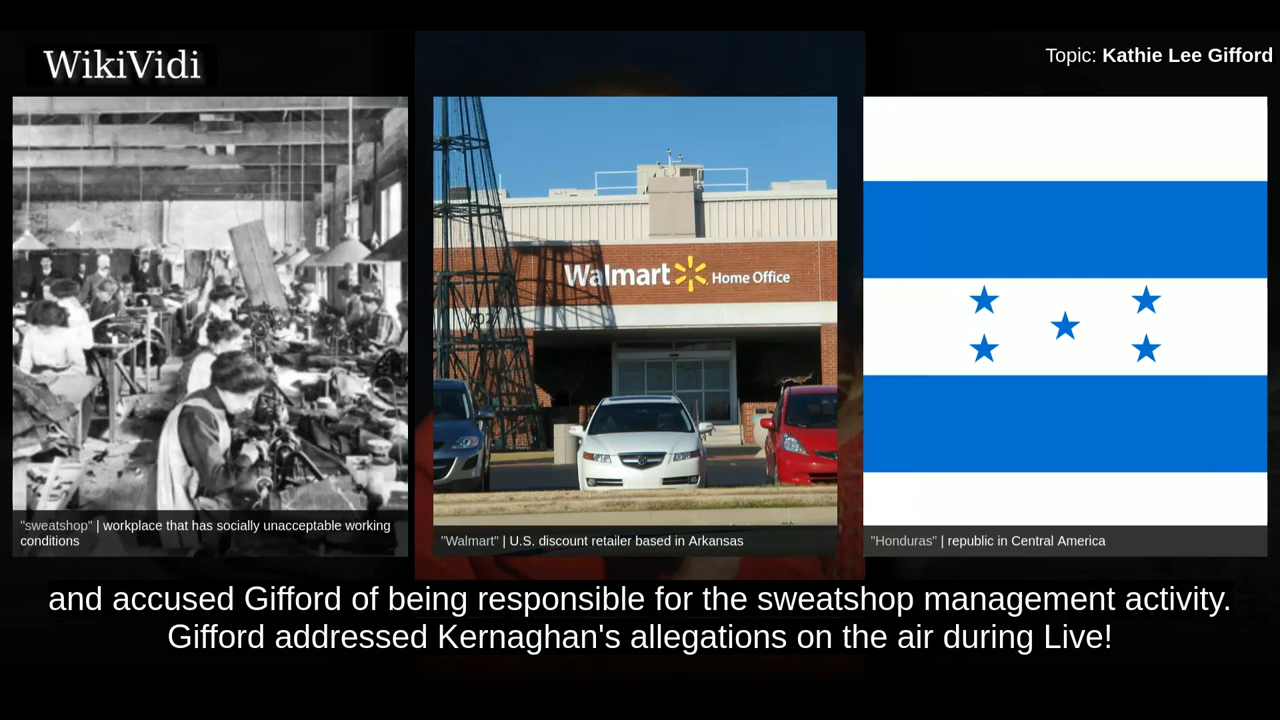 WikiVidi
Topic: Kathie Lee Gifford
Walmart Home Office
"sweatshop" | workplace that has socially unacceptable working
conditions
"Walmart" | U.S. discount retailer based in Arkansas
"Honduras" | republic in Central America
and accused Gifford of being responsible for the sweatshop management activity.
Gifford addressed Kernaghan's allegations on the air during Live!